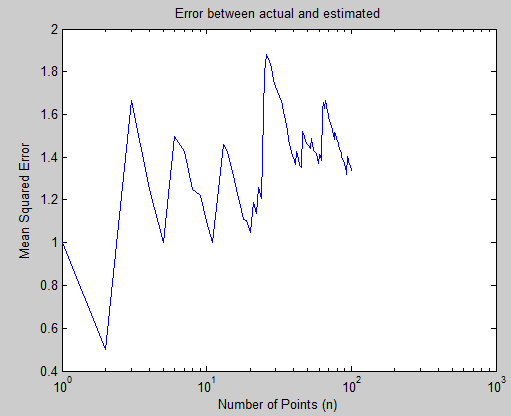 Error between actual and estimated
2
1.8
1.6
1.4
1.2
1
0.8
0.6
0.4
Mean Squared Error
10^0 10^1 10^2 10^3
Number of Points (n)